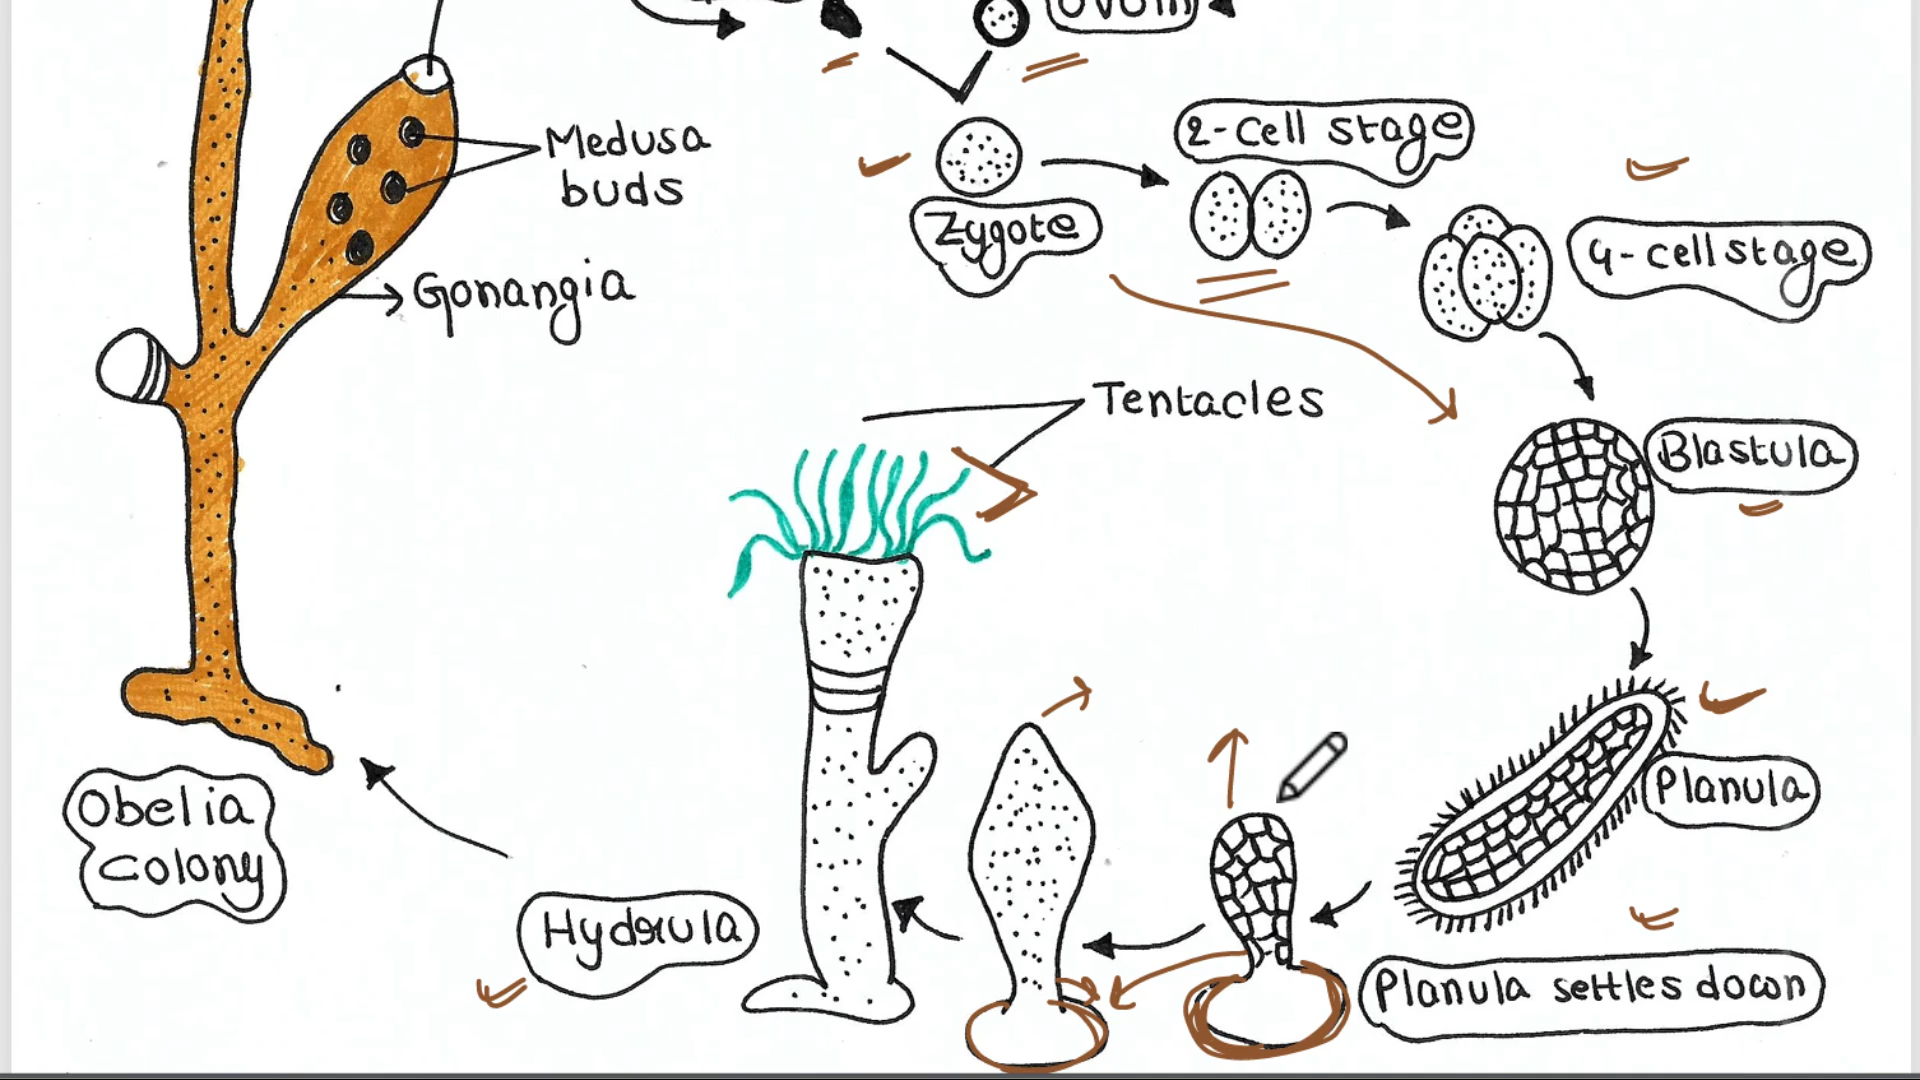 Ovum
2-cell stage
Medusa
buds
Zygote
4-cell stage
Gonangia
Tentacles
Blastula
Planula
Obelia
colony
Hydrula
Planula settles down